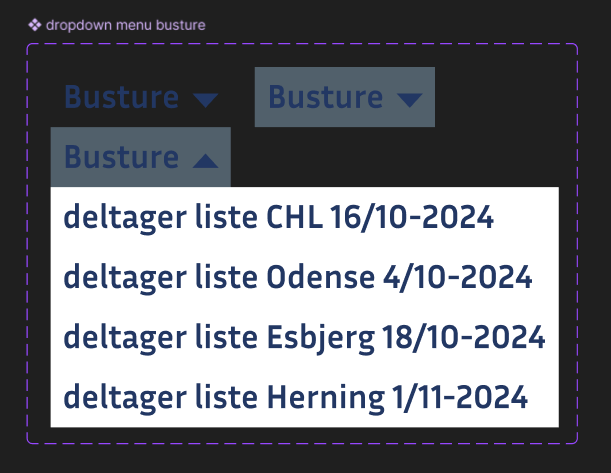 dropdown menu busture
Busture
Busture
Busture
deltager liste CHL 16/10-2024
deltager liste Odense 4/10-2024
deltager liste Esbjerg 18/10-2024
deltager liste Herning 1/11-2024